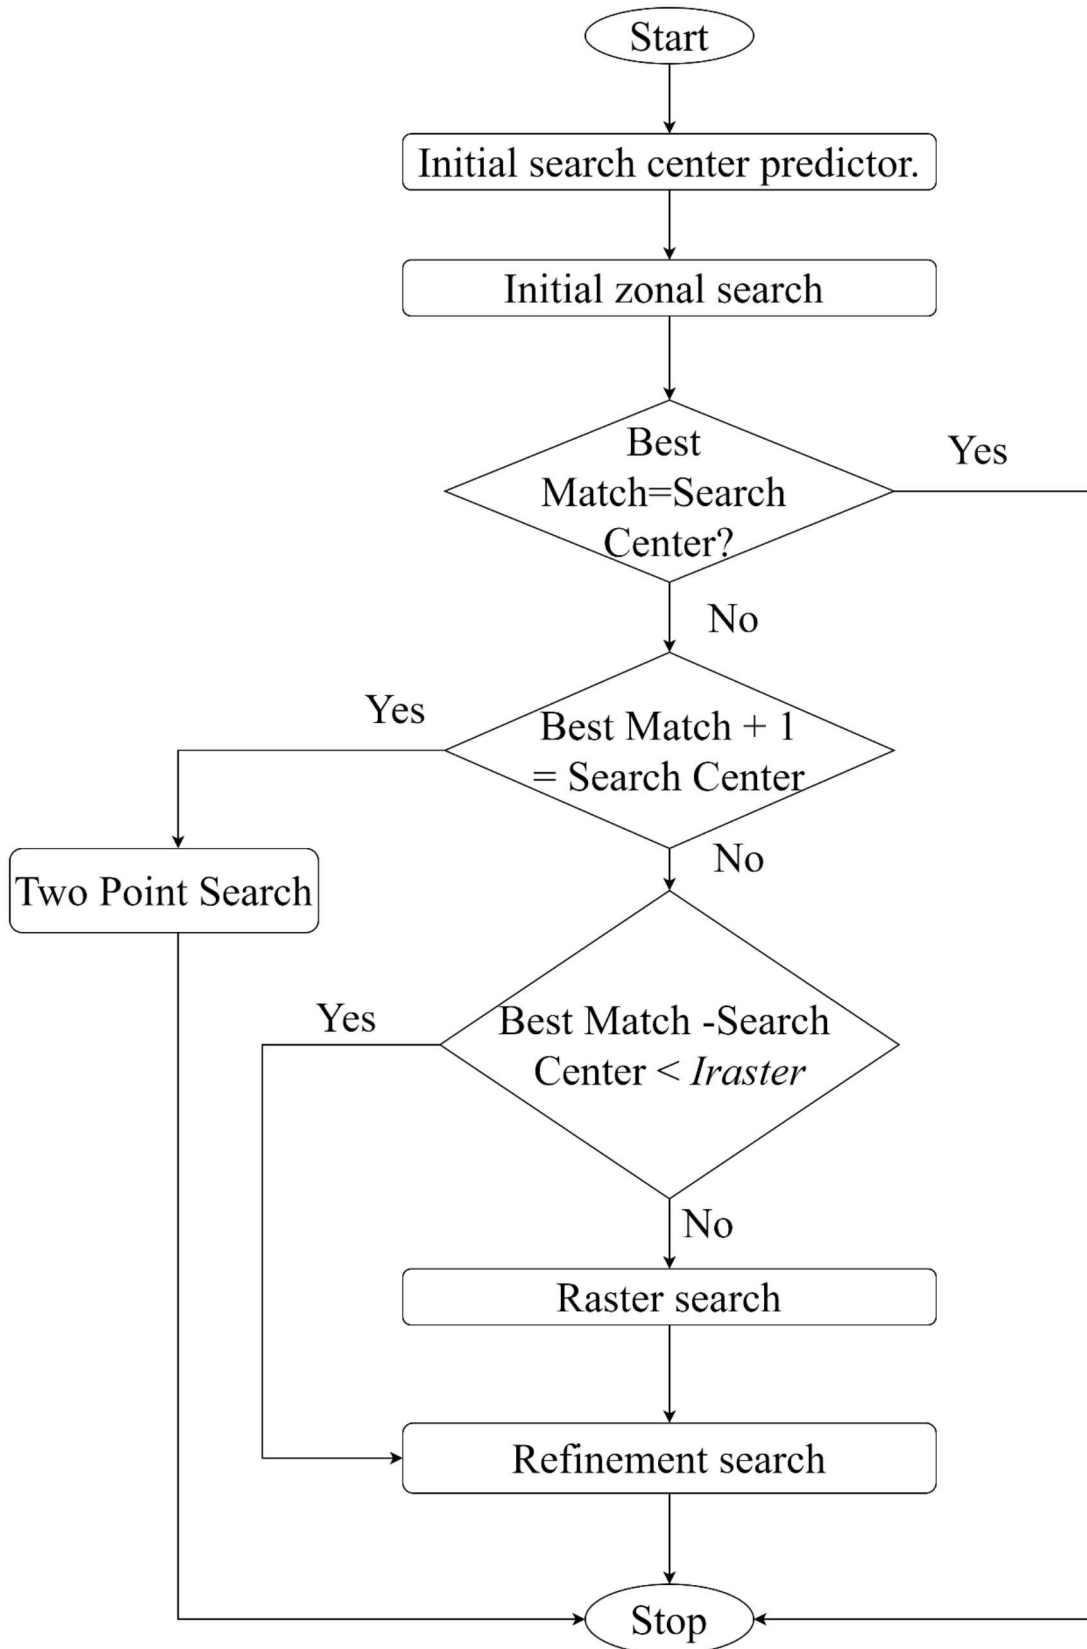 Start
Initial search center predictor.
Initial zonal search
Best
Match=Search
Center?
Yes
No
Yes
Best Match + 1
= Search Center
No
Two Point Search
Yes
Best Match -Search
Center < Iraster
No
Raster search
Refinement search
Stop